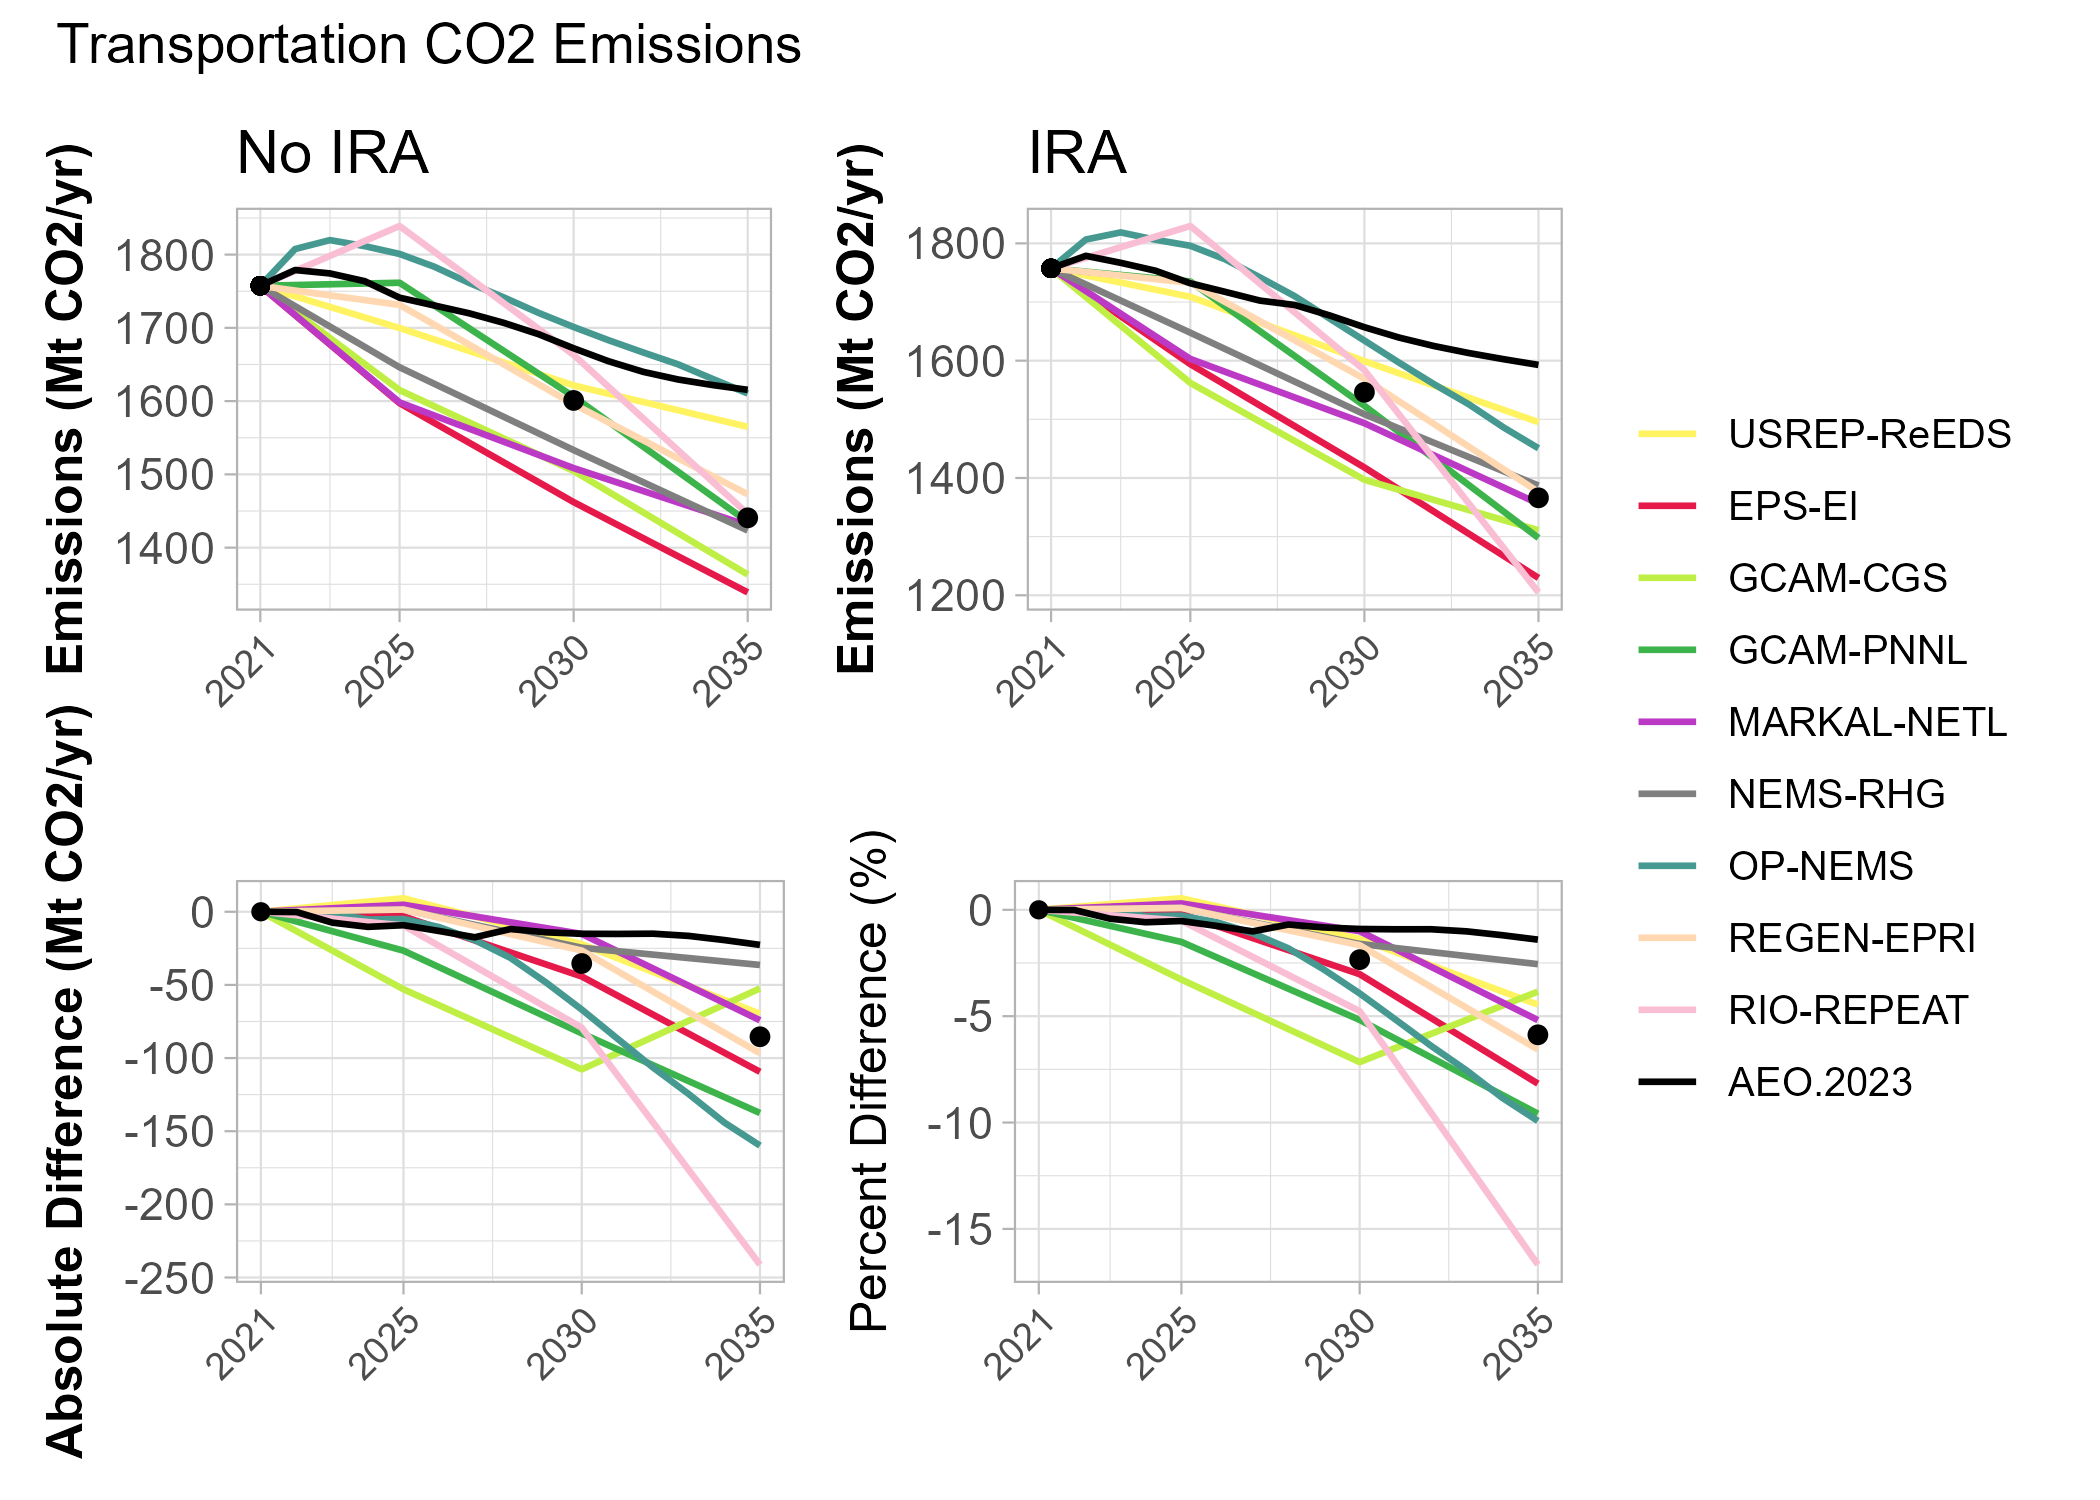 Transportation CO2 Emissions
No IRA
Emissions (Mt CO2/yr)
1800
1700
1600
1500
1400
2021
2025
2030
2035
IRA
Emissions (Mt CO2/yr)
1800
1600
1400
1200
2021
2025
2030
2035
Absolute Difference (Mt CO2/yr)
0
-50
-100
-150
-200
-250
2021
2025
2030
2035
Percent Difference (%)
0
-5
-10
-15
2021
2025
2030
2035
USREP-ReEDS
EPS-EI
GCAM-CGS
GCAM-PNNL
MARKAL-NETL
NEMS-RHG
OP-NEMS
REGEN-EPRI
RIO-REPEAT
AEO.2023